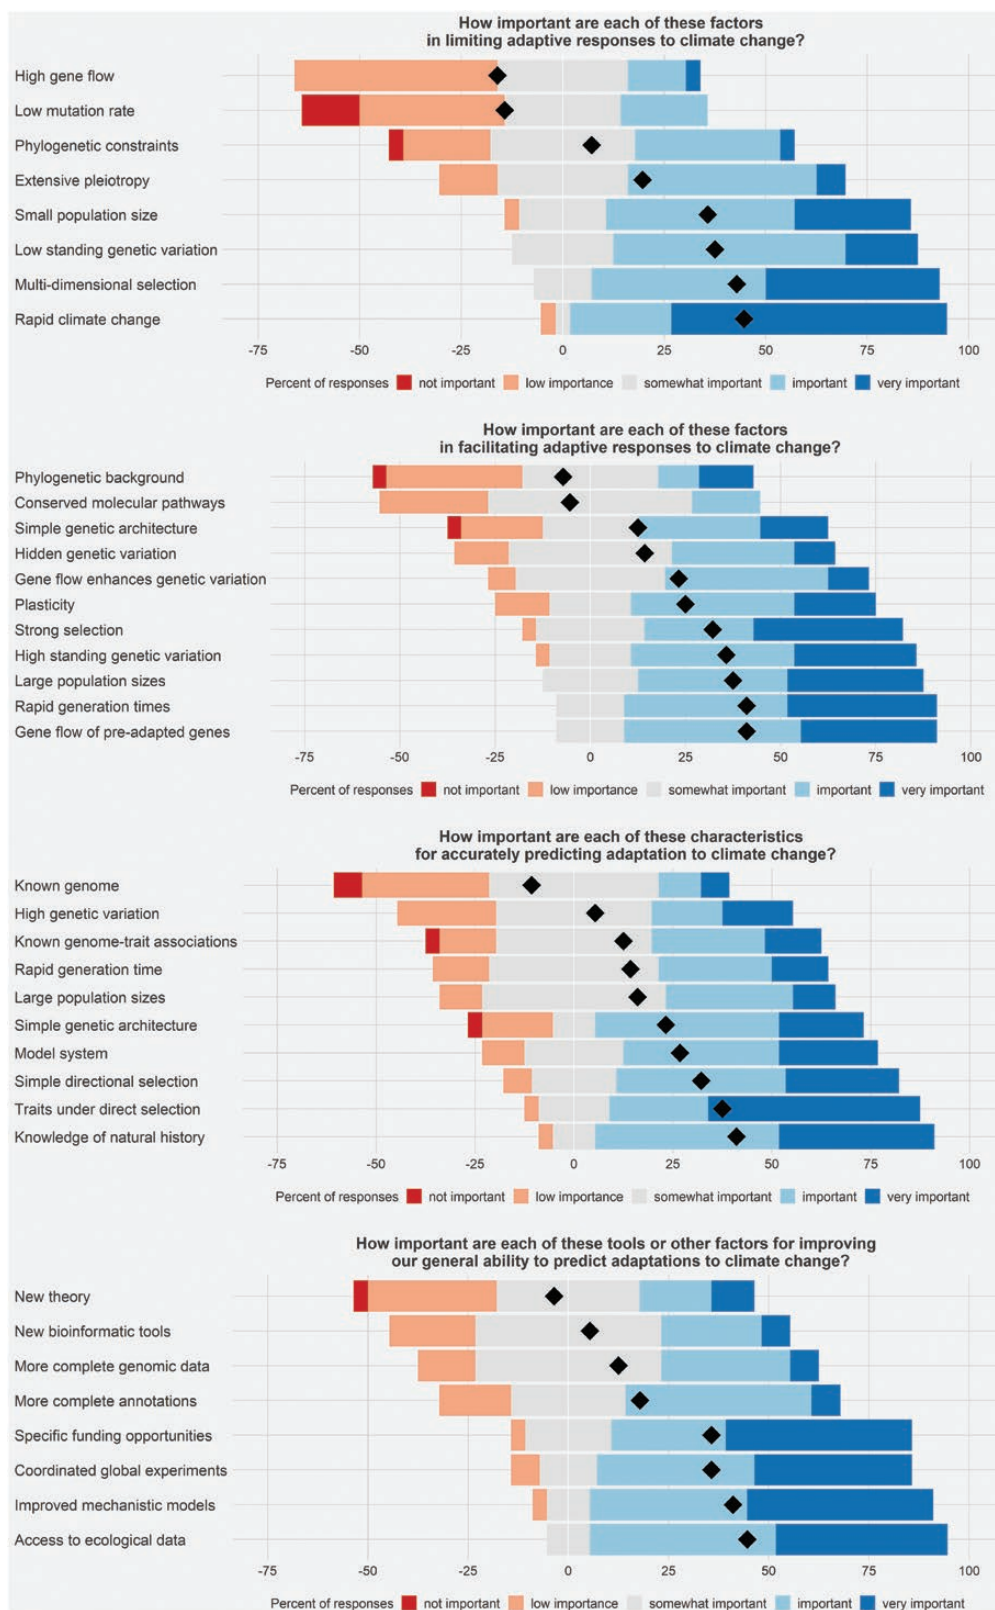 How important are each of these factors
in limiting adaptive responses to climate change?
High gene flow
Low mutation rate
Phylogenetic constraints
Extensive pleiotropy
Small population size
Low standing genetic variation
Multi-dimensional selection
Rapid climate change
-75 -50 -25 0 25 50 75 100
Percent of responses not important low importance somewhat important important very important
How important are each of these factors
in facilitating adaptive responses to climate change?
Phylogenetic background
Conserved molecular pathways
Simple genetic architecture
Hidden genetic variation
Gene flow enhances genetic variation
Plasticity
Strong selection
High standing genetic variation
Large population sizes
Rapid generation times
Gene flow of pre-adapted genes
-75 -50 -25 0 25 50 75 100
Percent of responses not important low importance somewhat important important very important
How important are each of these characteristics
for accurately predicting adaptation to climate change?
Known genome
High genetic variation
Known genome-trait associations
Rapid generation time
Large population sizes
Simple genetic architecture
Model system
Simple directional selection
Traits under direct selection
Knowledge of natural history
-75 -50 -25 0 25 50 75 100
Percent of responses not important low importance somewhat important important very important
How important are each of these tools or other factors for improving
our general ability to predict adaptations to climate change?
New theory
New bioinformatic tools
More complete genomic data
More complete annotations
Specific funding opportunities
Coordinated global experiments
Improved mechanistic models
Access to ecological data
-75 -50 -25 0 25 50 75 100
Percent of responses not important low importance somewhat important important very important